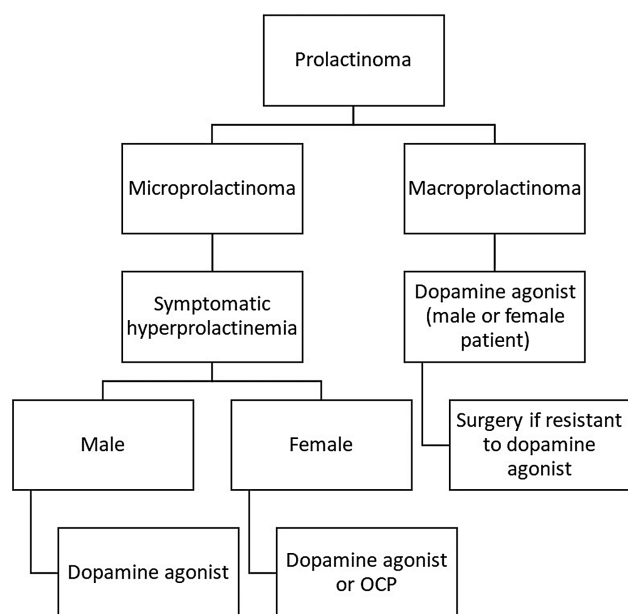 Prolactinoma
Microprolactinoma
Macroprolactinoma
Symptomatic
hyperprolactinemia
Dopamine agonist
(male or female
patient)
Male
Female
Surgery if resistant
to dopamine
agonist
Dopamine agonist
Dopamine agonist
or OCP